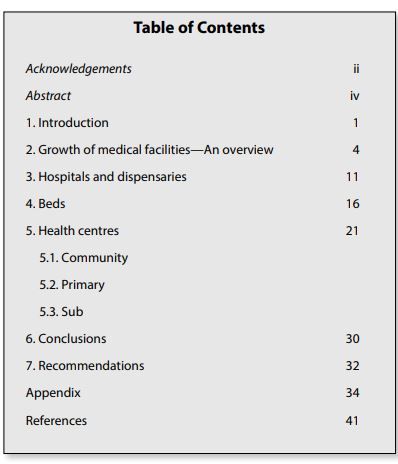 Table of Contents
Acknowledgements ii
Abstract iv
1. Introduction 1
2. Growth of medical facilities—An overview 4
3. Hospitals and dispensaries 11
4. Beds 16
5. Health centres 21
5.1. Community
5.2. Primary
5.3. Sub
6. Conclusions 30
7. Recommendations 32
Appendix 34
References 41